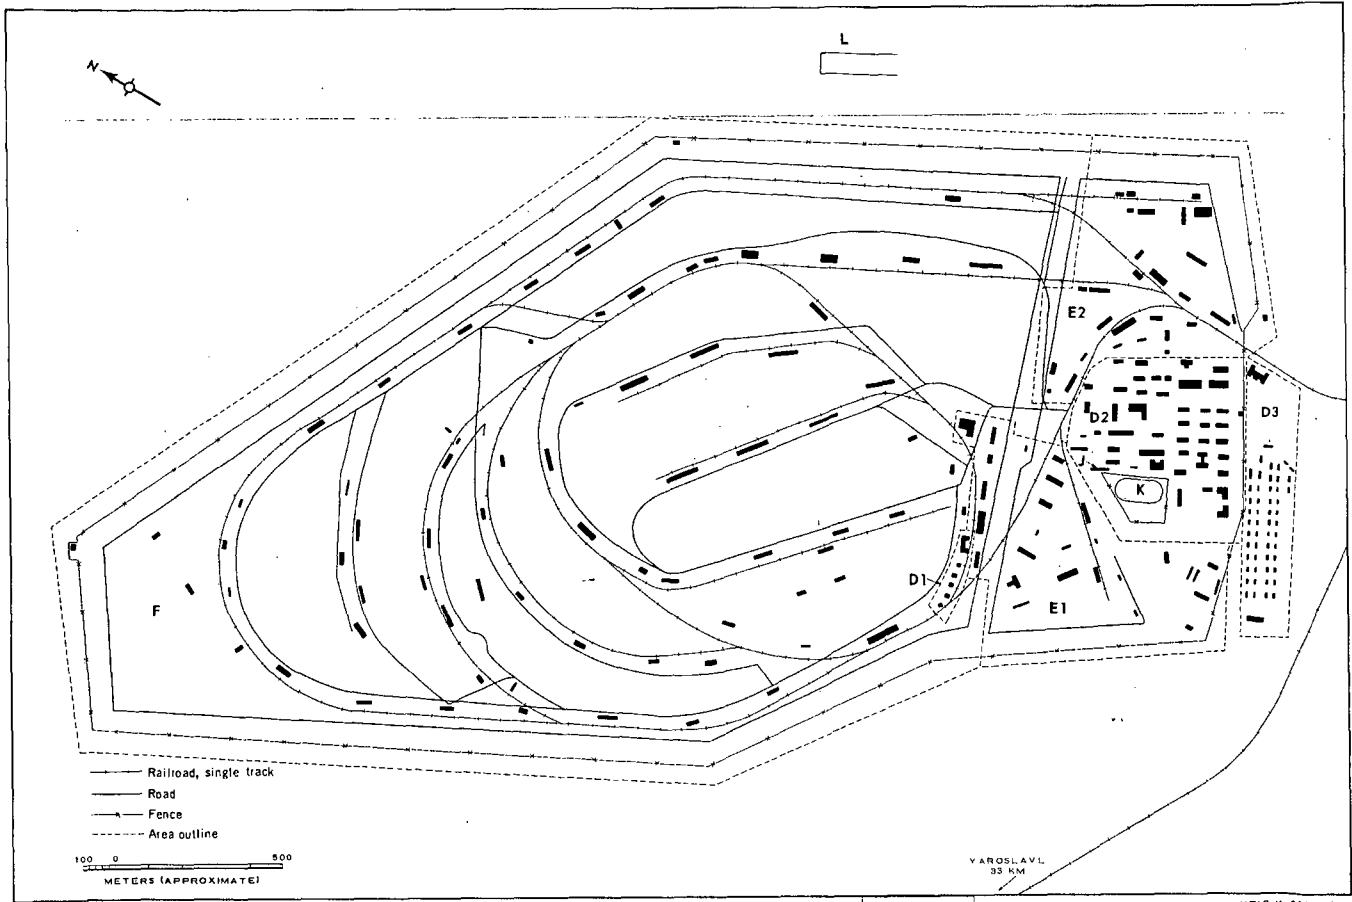 L
N
E2
D2
D3
K
D1
E1
F
Railroad, single track
Road
Fence
Area outline
100 0 500
METERS (APPROXIMATE)
YAROSLAVL
33 KM